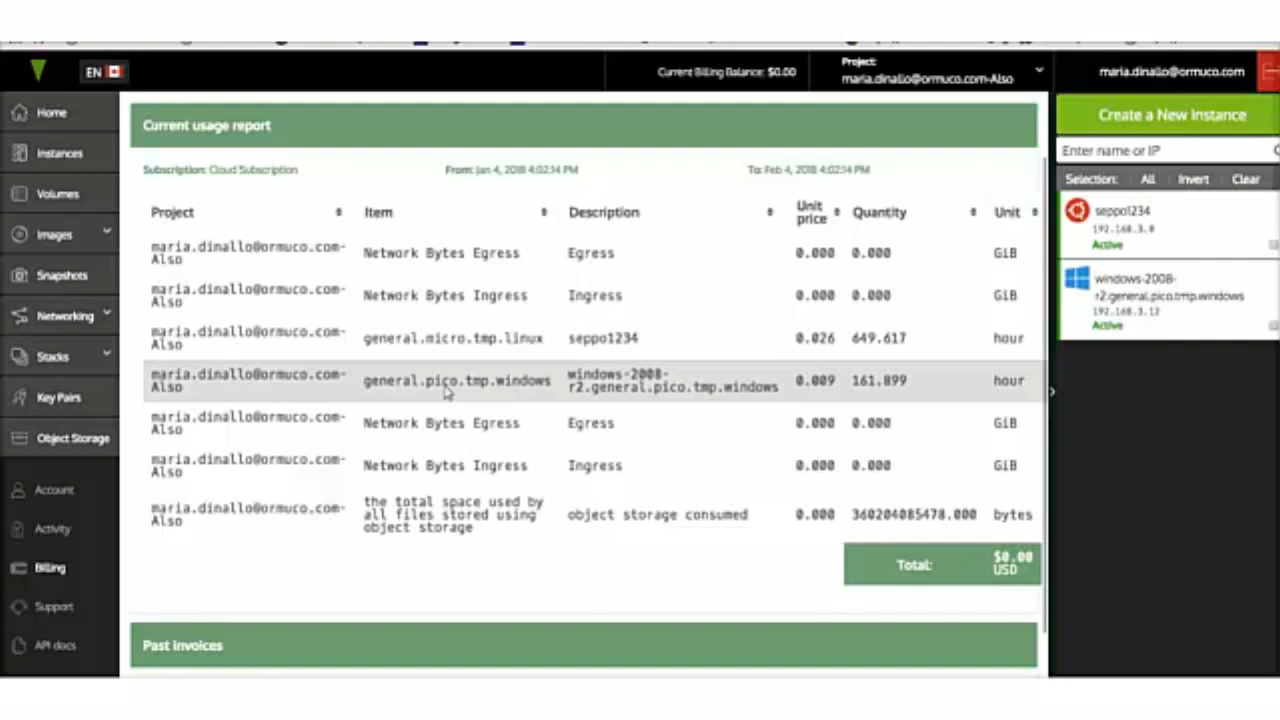 EN
Current Billing Balance: $0.00
Project:
maria.dinallo@ormuco.com-Also
maria.dinallo@ormuco.com
Home
Instances
Volumes
Images
Snapshots
Networking
Stacks
Key Pairs
Object Storage
Account
Activity
Billing
Support
API docs
Current usage report
Subscription: Cloud Subscription
From: Jan 4, 2018 4:02:14 PM
To: Feb 4, 2018 4:02:14 PM
Project
Item
Description
Unit
price
Quantity
Unit
maria.dinallo@ormuco.com-
Also
Network Bytes Egress
Egress
0.000
0.000
GiB
maria.dinallo@ormuco.com-
Also
Network Bytes Ingress
Ingress
0.000
0.000
GiB
maria.dinallo@ormuco.com-
Also
general.micro.tmp.linux
seppo1234
0.026
649.617
hour
maria.dinallo@ormuco.com-
Also
general.pico.tmp.windows
windows-2008-
r2.general.pico.tmp.windows
0.009
161.899
hour
maria.dinallo@ormuco.com-
Also
Network Bytes Egress
Egress
0.000
0.000
GiB
maria.dinallo@ormuco.com-
Also
Network Bytes Ingress
Ingress
0.000
0.000
GiB
maria.dinallo@ormuco.com-
Also
the total space used by
all files stored using
object storage
object storage consumed
0.000
360204085478.000
bytes
Total:
$0.00
USD
Past Invoices
Create a New Instance
Enter name or IP
Selection:
All
Invert
Clear
seppo1234
192.168.3.8
Active
windows-2008-
r2.general.pico.tmp.windows
192.168.3.12
Active